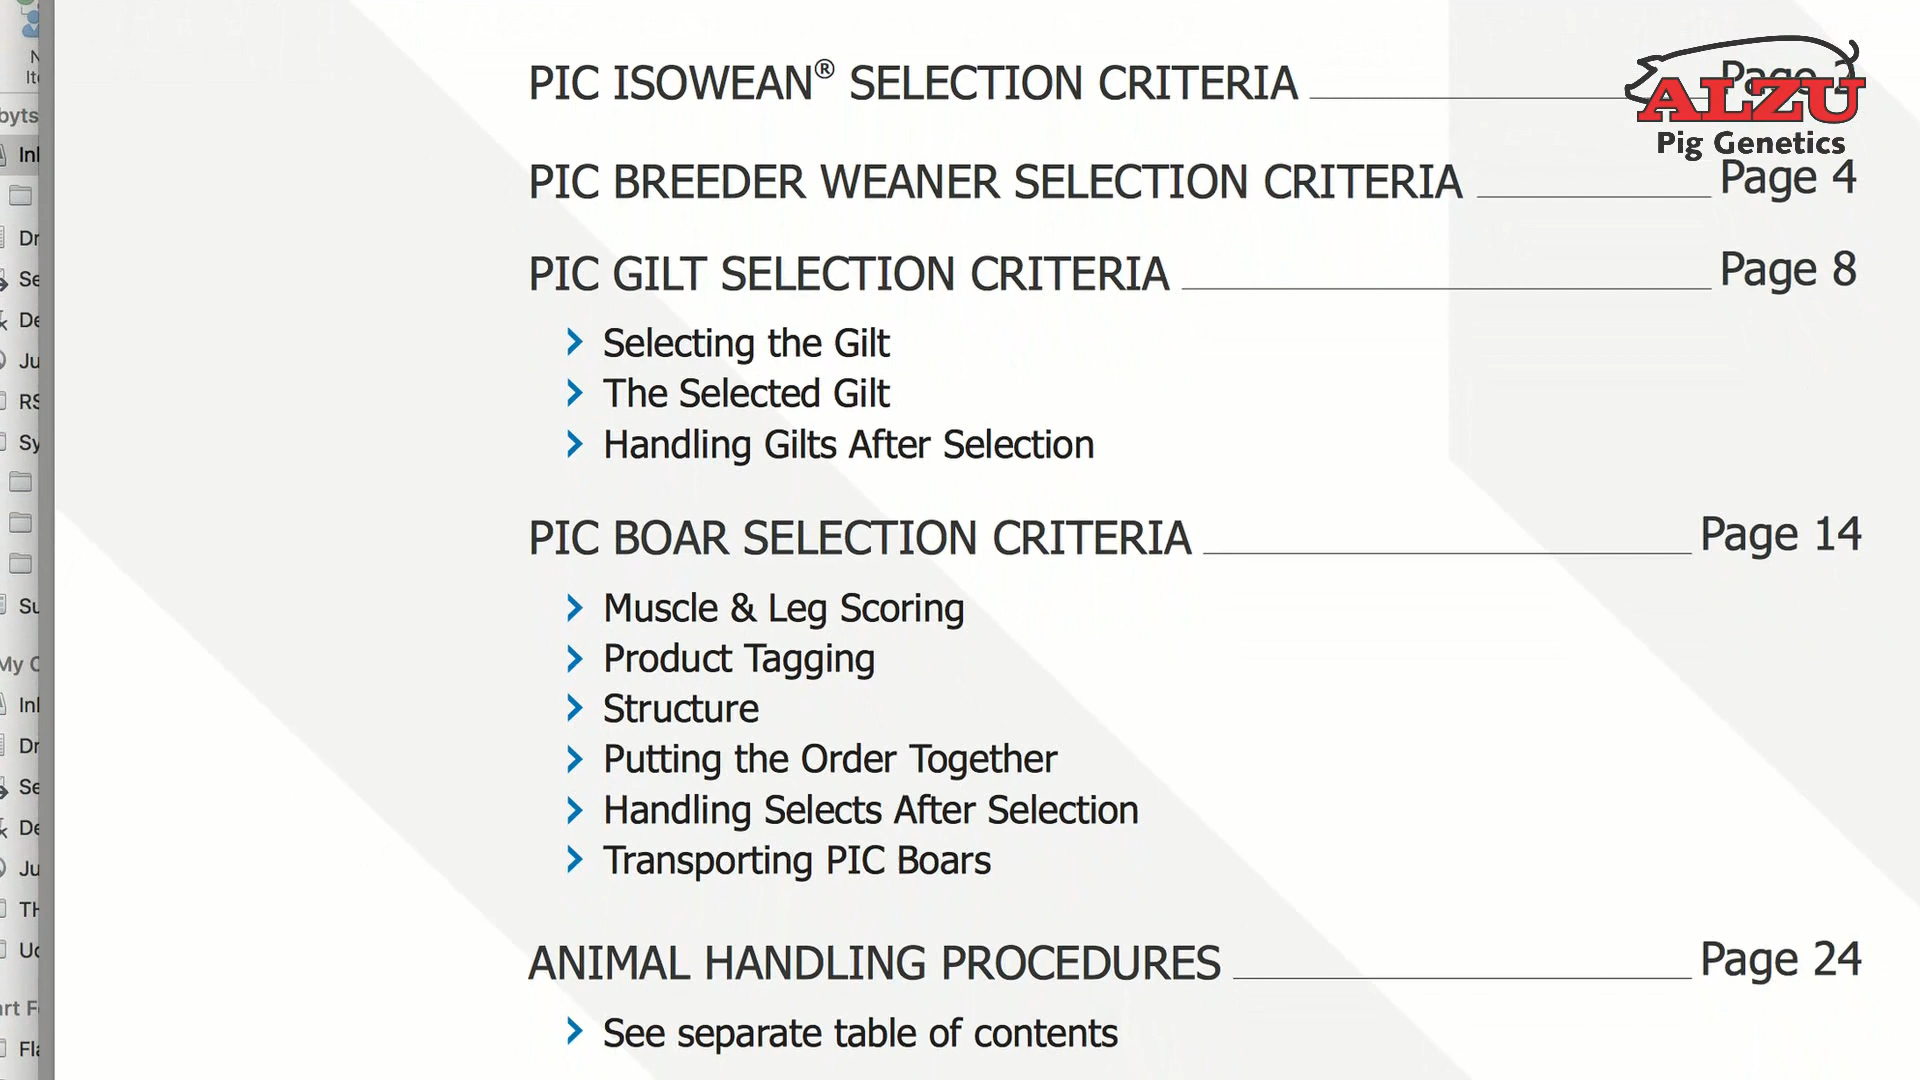 PIC ISOWEAN® SELECTION CRITERIA Page 2
ALZU
Pig Genetics
PIC BREEDER WEANER SELECTION CRITERIA Page 4
PIC GILT SELECTION CRITERIA Page 8
Selecting the Gilt
The Selected Gilt
Handling Gilts After Selection
PIC BOAR SELECTION CRITERIA Page 14
Muscle & Leg Scoring
Product Tagging
Structure
Putting the Order Together
Handling Selects After Selection
Transporting PIC Boars
ANIMAL HANDLING PROCEDURES Page 24
See separate table of contents